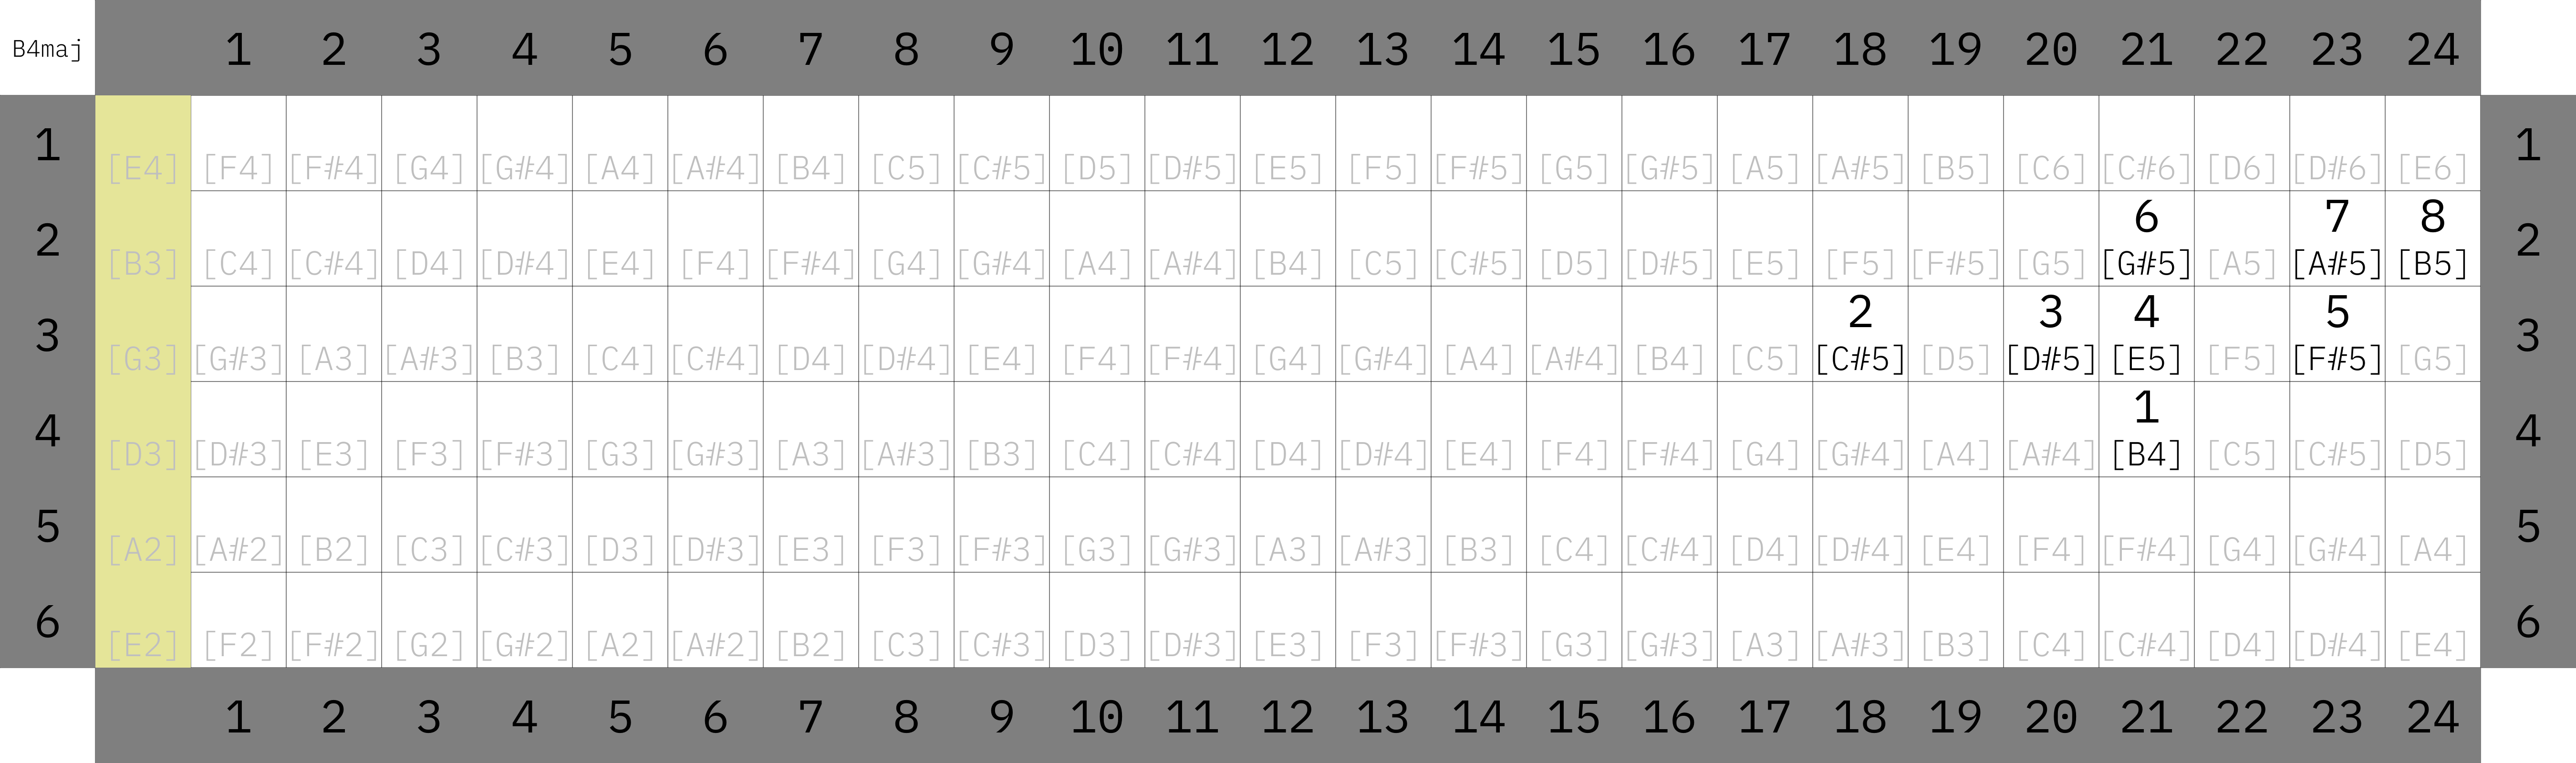 B4maj 1 2 3 4 5 6 7 8 9 10 11 12 13 14 15 16 17 18 19 20 21 22 23 24
1 [E4] [F4] [F#4] [G4] [G#4] [A4] [A#4] [B4] [C5] [C#5] [D5] [D#5] [E5] [F5] [F#5] [G5] [G#5] [A5] [A#5] [B5] [C6] [C#6] [D6] [D#6] [E6] 1
6 7 8
2 [B3] [C4] [C#4] [D4] [D#4] [E4] [F4] [F#4] [G4] [G#4] [A4] [A#4] [B4] [C5] [C#5] [D5] [D#5] [E5] [F5] [F#5] [G5] [G#5] [A5] [A#5] [B5] 2
2 3 4 5
3 [G3] [G#3] [A3] [A#3] [B3] [C4] [C#4] [D4] [D#4] [E4] [F4] [F#4] [G4] [G#4] [A4] [A#4] [B4] [C5] [C#5] [D5] [D#5] [E5] [F5] [F#5] [G5] 3
1
4 [D3] [D#3] [E3] [F3] [F#3] [G3] [G#3] [A3] [A#3] [B3] [C4] [C#4] [D4] [D#4] [E4] [F4] [F#4] [G4] [G#4] [A4] [A#4] [B4] [C5] [C#5] [D5] 4
5 [A2] [A#2] [B2] [C3] [C#3] [D3] [D#3] [E3] [F3] [F#3] [G3] [G#3] [A3] [A#3] [B3] [C4] [C#4] [D4] [D#4] [E4] [F4] [F#4] [G4] [G#4] [A4] 5
6 [E2] [F2] [F#2] [G2] [G#2] [A2] [A#2] [B2] [C3] [C#3] [D3] [D#3] [E3] [F3] [F#3] [G3] [G#3] [A3] [A#3] [B3] [C4] [C#4] [D4] [D#4] [E4] 6
1 2 3 4 5 6 7 8 9 10 11 12 13 14 15 16 17 18 19 20 21 22 23 24